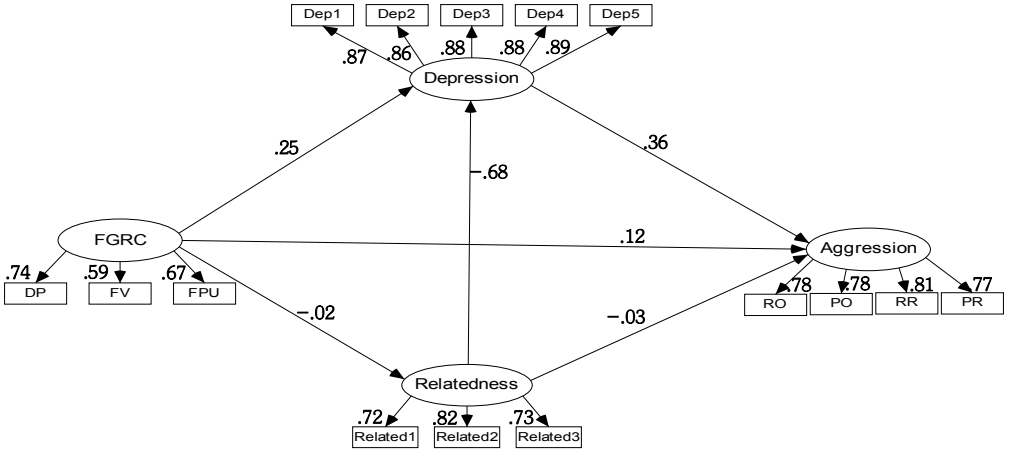 Dep1 Dep2 Dep3 Dep4 Dep5
.87 .86 .88 .88 .89
Depression
.25 .36
−.68
FGRC .12 Aggression
.74 .59 .67
DP FV FPU
.78 .78 .81 .77
RO PO RR PR
−.02 −.03
Relatedness
.72 .82 .73
Related1 Related2 Related3